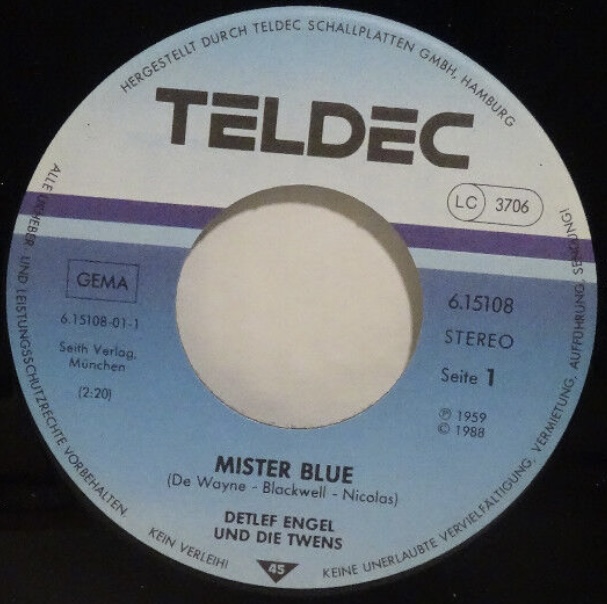 HERGESTELLT DURCH TELDEC SCHALLPLATTEN GMBH, HAMBURG
TELDEC
LC 3706
GEMA
6.15108-01-1
Seith Verlag,
München
(2:20)
6.15108
STEREO
Seite 1
Ⓟ 1959
© 1988
MISTER BLUE
(De Wayne - Blackwell - Nicolas)
DETLEF ENGEL
UND DIE TWENS
45
ALLE URHEBER- UND LEISTUNGSSCHUTZRECHTE VORBEHALTEN.
KEIN VERLEIH!
KEINE UNERLAUBTE VERVIELFÄLTIGUNG, VERMIETUNG, AUFFÜHRUNG, SENDUNG!